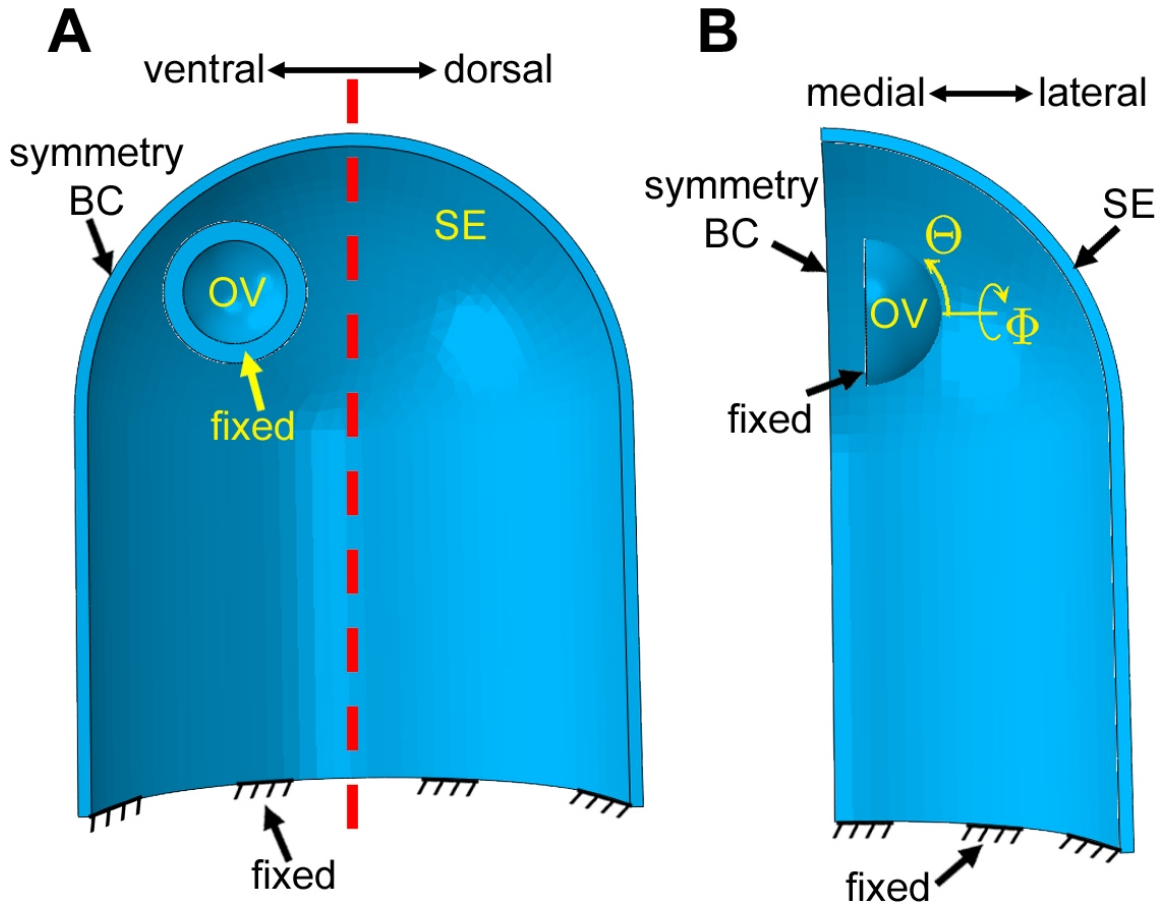 A
ventral
dorsal
symmetry
BC
SE
OV
fixed
fixed
B
medial
lateral
symmetry
BC
SE
Θ
OV
Φ
fixed
fixed